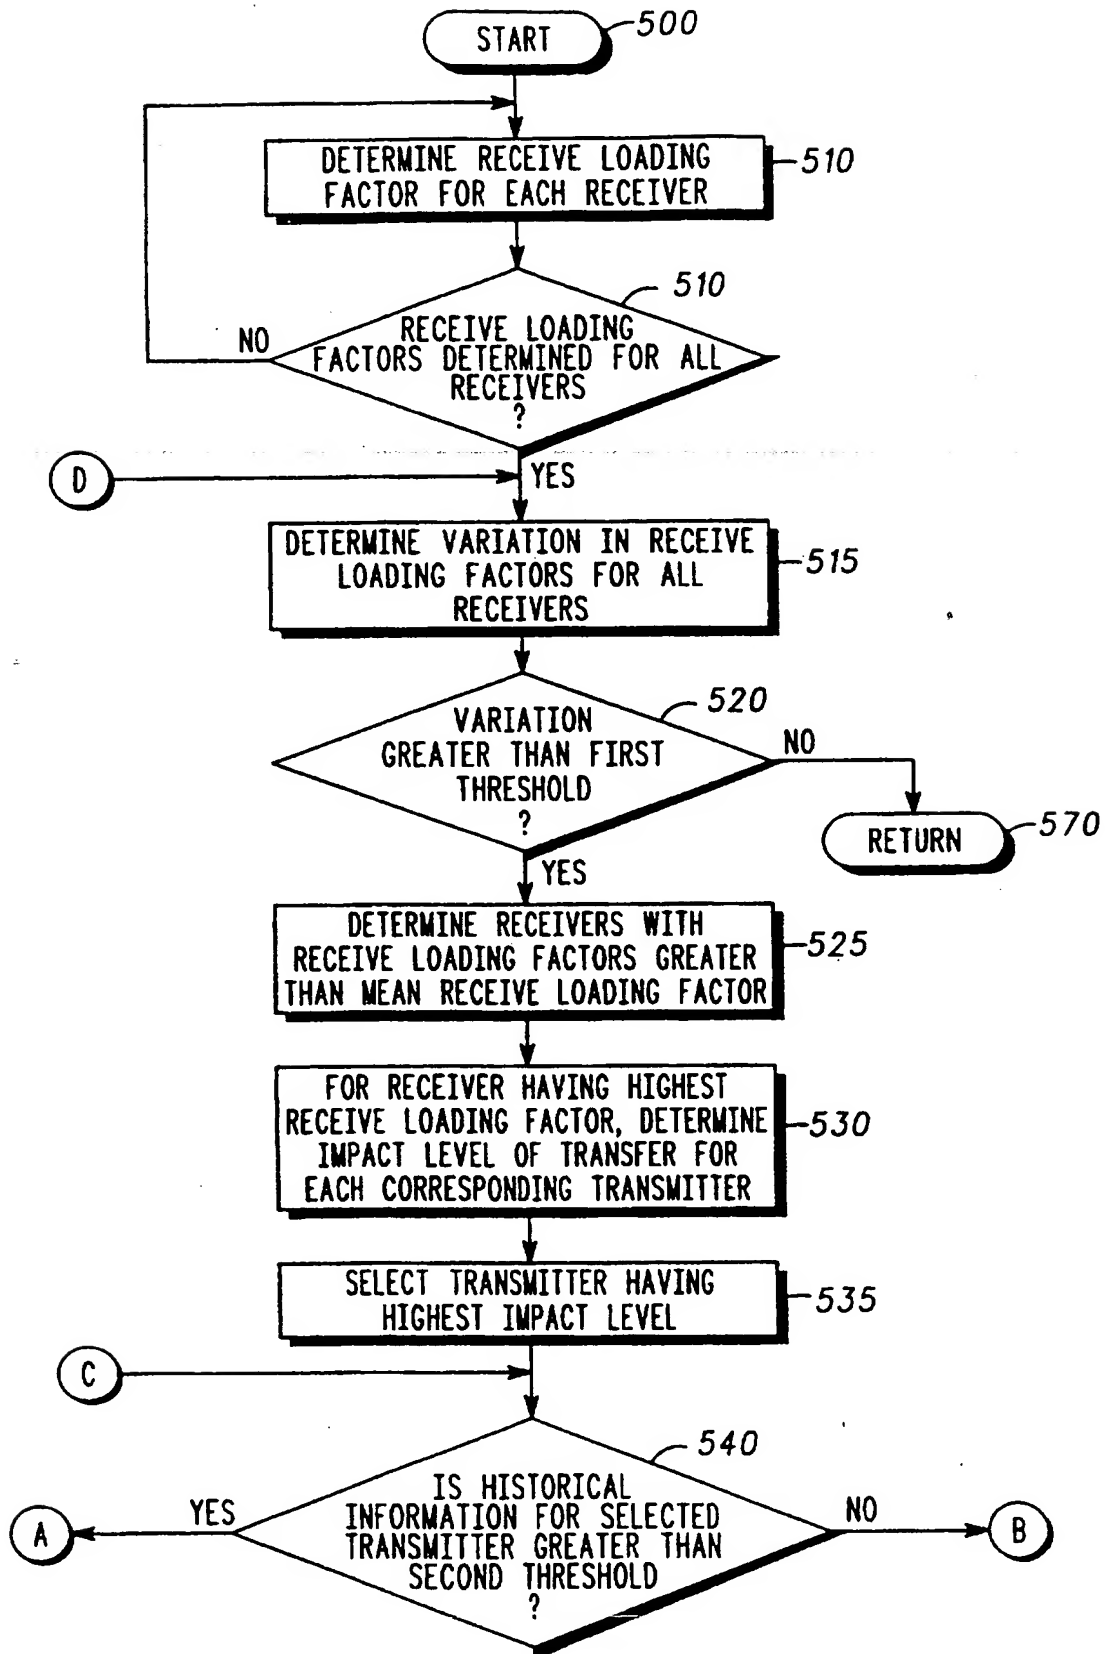 START
500
DETERMINE RECEIVE LOADING
FACTOR FOR EACH RECEIVER
510
510
RECEIVE LOADING
FACTORS DETERMINED FOR ALL
RECEIVERS
?
NO
D
YES
DETERMINE VARIATION IN RECEIVE
LOADING FACTORS FOR ALL
RECEIVERS
515
520
VARIATION
GREATER THAN FIRST
THRESHOLD
?
NO
RETURN
570
YES
DETERMINE RECEIVERS WITH
RECEIVE LOADING FACTORS GREATER
THAN MEAN RECEIVE LOADING FACTOR
525
FOR RECEIVER HAVING HIGHEST
RECEIVE LOADING FACTOR, DETERMINE
IMPACT LEVEL OF TRANSFER FOR
EACH CORRESPONDING TRANSMITTER
530
SELECT TRANSMITTER HAVING
HIGHEST IMPACT LEVEL
535
C
540
IS HISTORICAL
INFORMATION FOR SELECTED
TRANSMITTER GREATER THAN
SECOND THRESHOLD
?
YES
A
NO
B